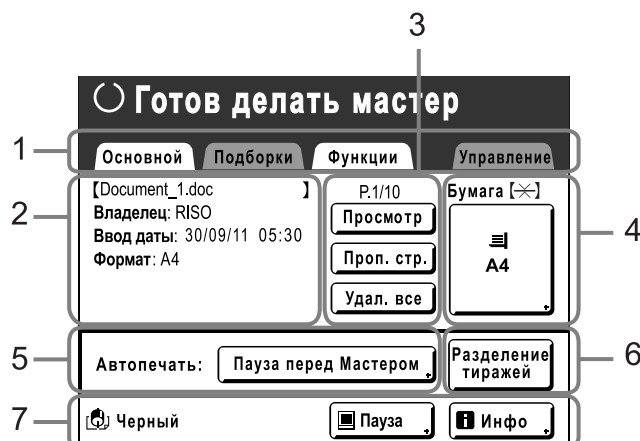 3
Готов делать мастер
1
Основной Подборки Функции Управление
2
【Document_1.doc 】
Владелец: RISO
Ввод даты: 30/09/11 05:30
Формат: A4
P.1/10
Просмотр
Проп. стр.
Удал. все
Бумага
A4
4
5
Автопечать: Пауза перед Мастером
Разделение
тиражей
6
7
Черный Пауза Инфо